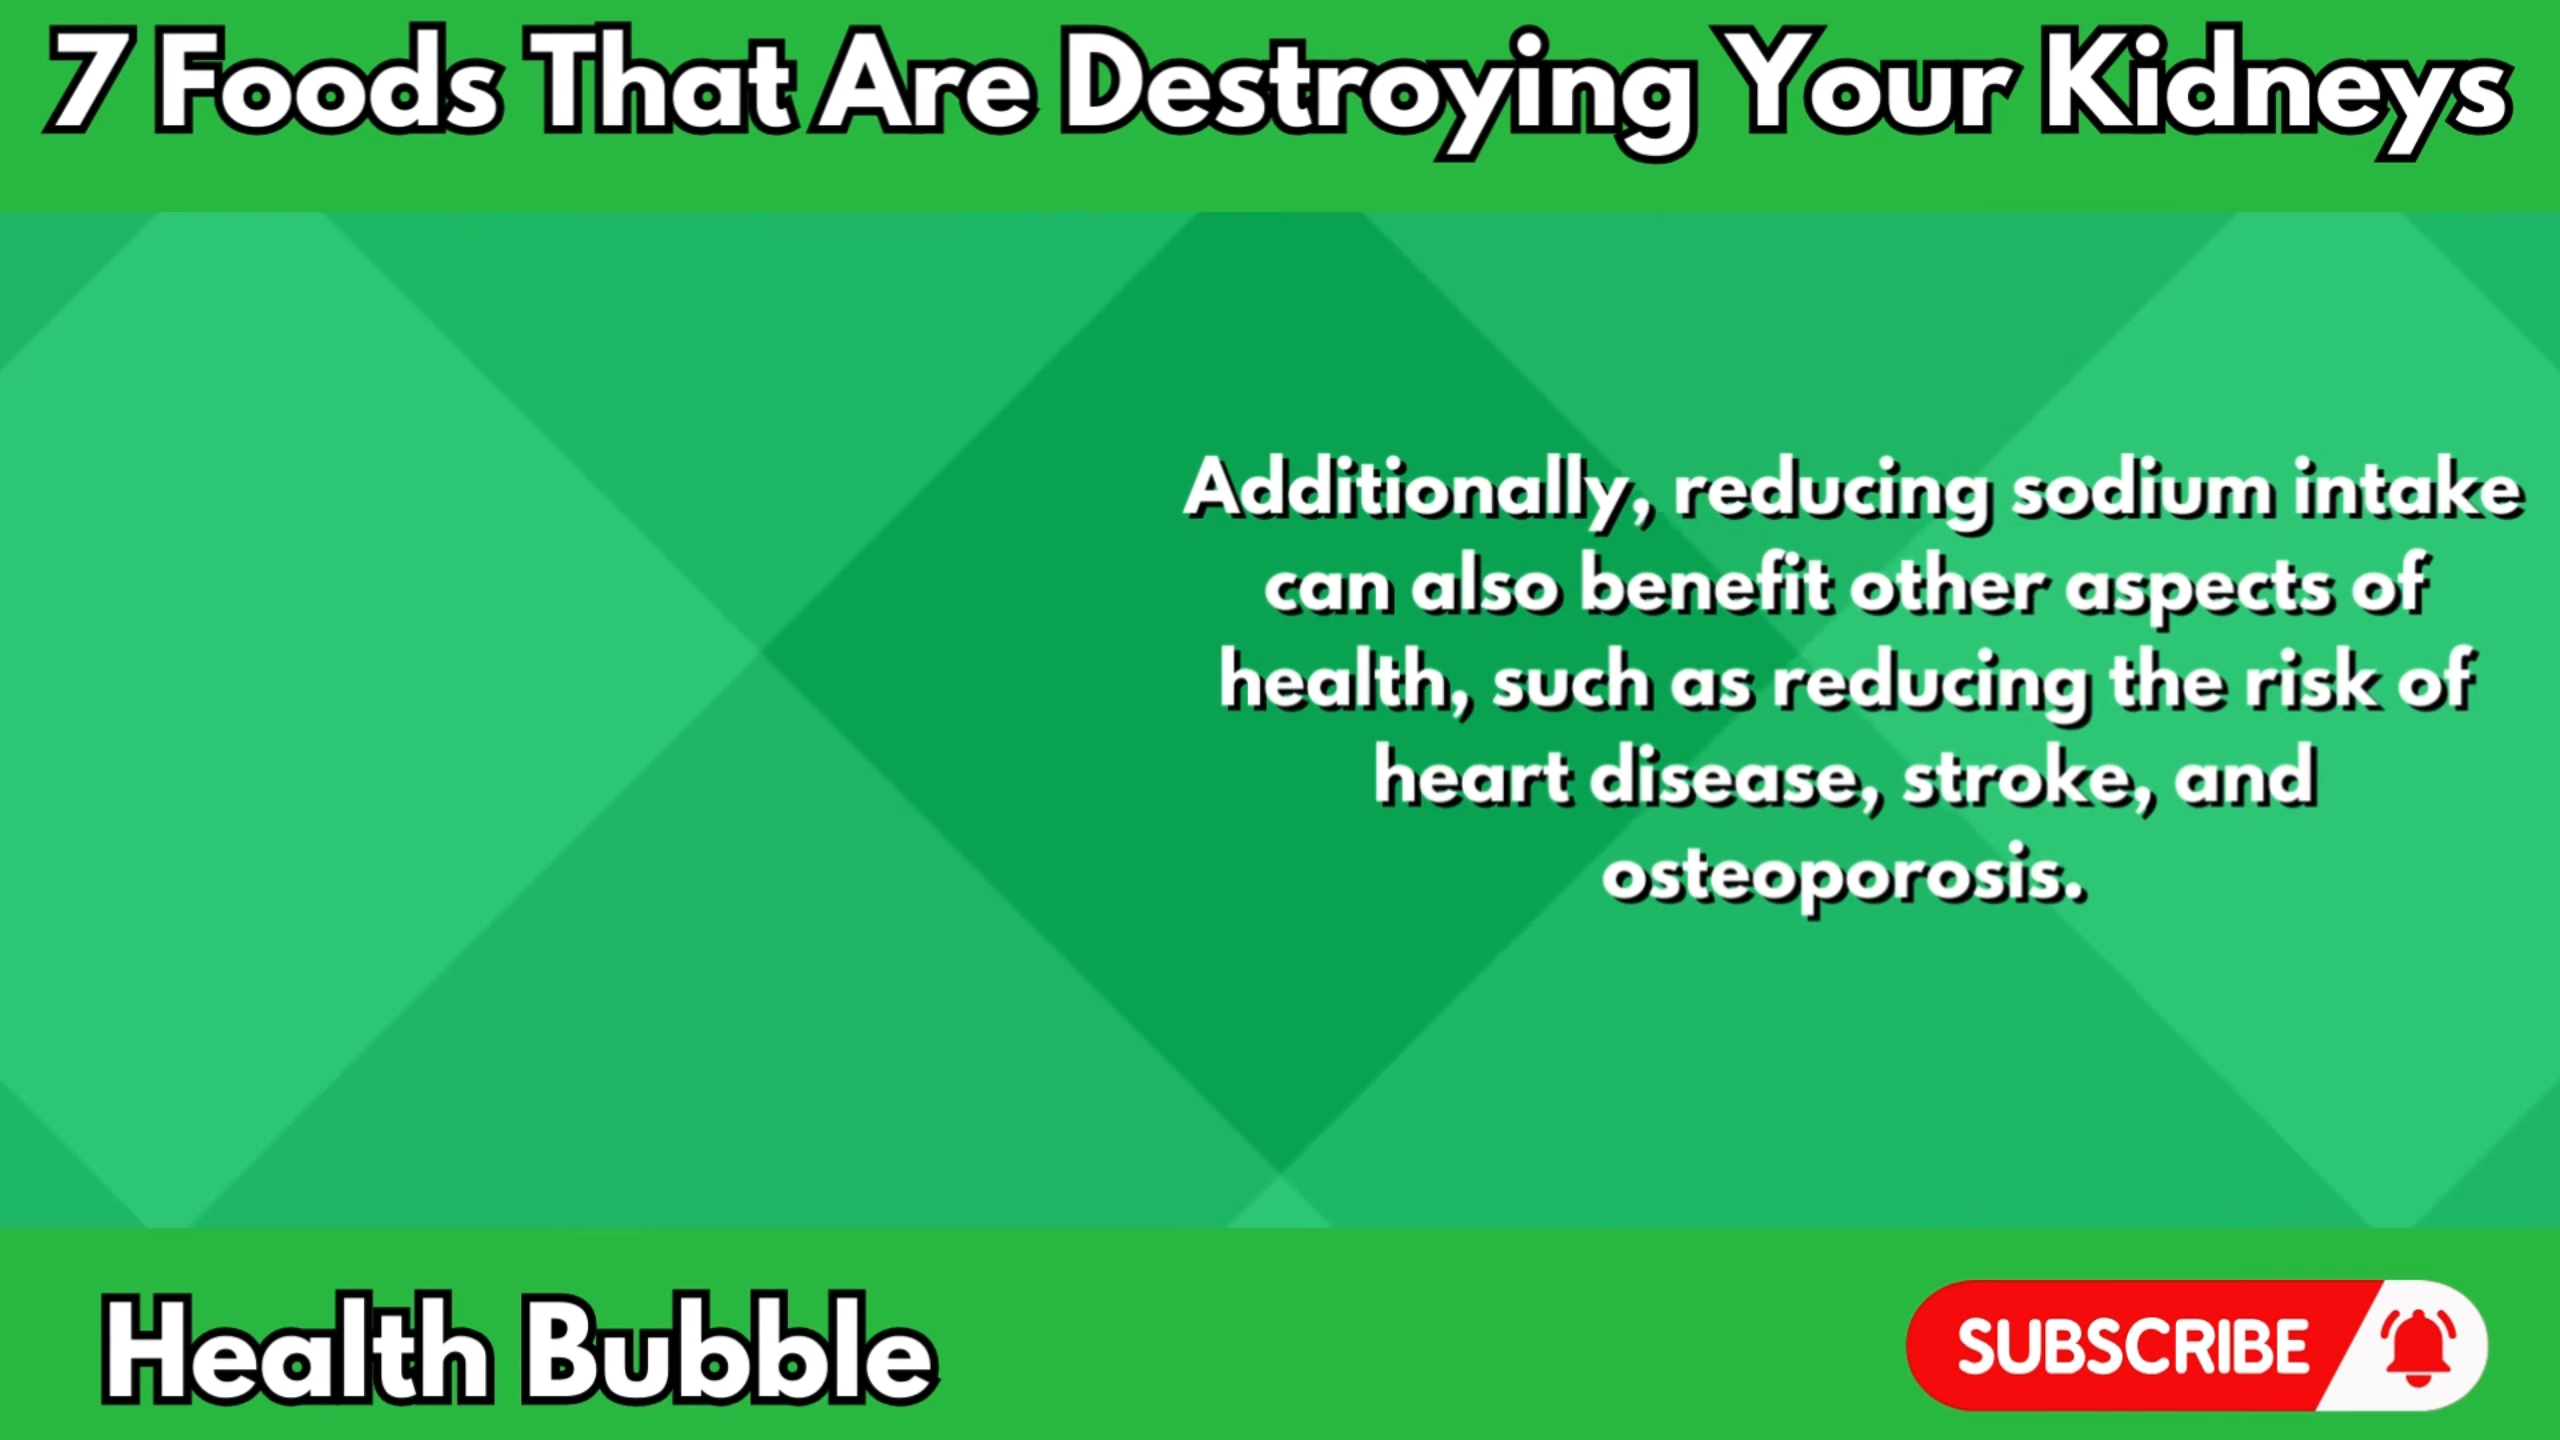 7 Foods That Are Destroying Your Kidneys
Additionally, reducing sodium intake
can also benefit other aspects of
health, such as reducing the risk of
heart disease, stroke, and
osteoporosis.
Health Bubble
SUBSCRIBE